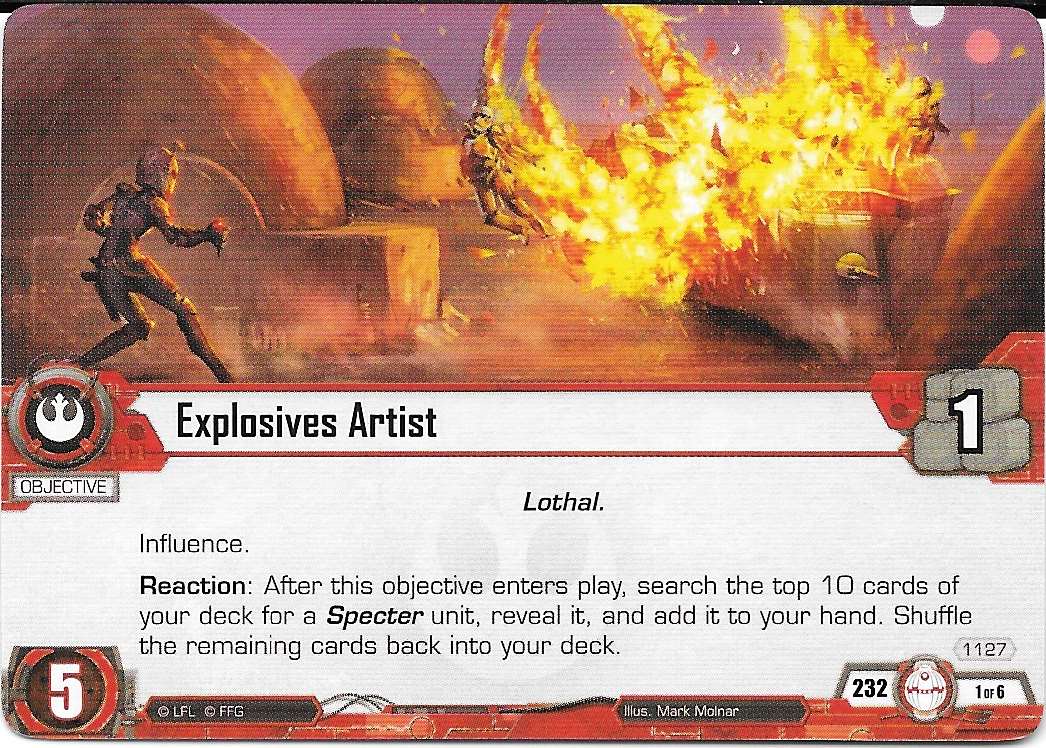 Explosives Artist
1
OBJECTIVE
Lothal.
Influence.
Reaction: After this objective enters play, search the top 10 cards of
your deck for a Specter unit, reveal it, and add it to your hand. Shuffle
the remaining cards back into your deck.
1127
5
232
1 OF 6
© LFL © FFG
Illus. Mark Molnar